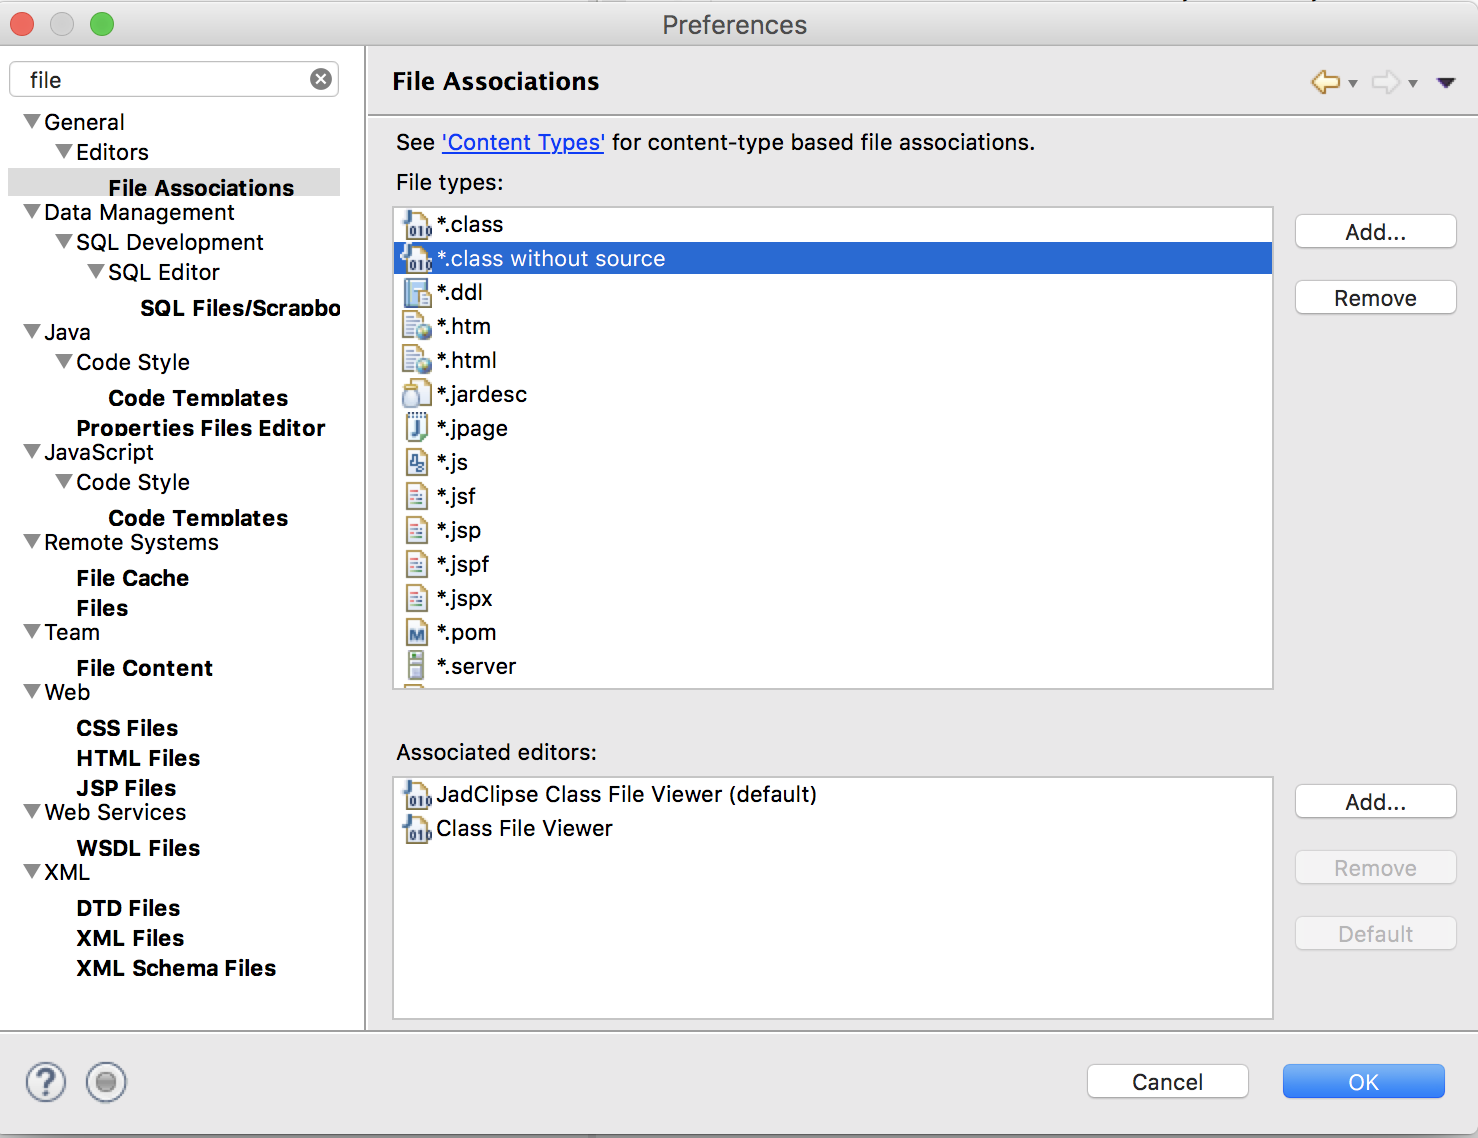 Preferences
file
General
Editors
File Associations
Data Management
SQL Development
SQL Editor
SQL Files/Scrapbo
Java
Code Style
Code Templates
Properties Files Editor
JavaScript
Code Style
Code Templates
Remote Systems
File Cache
Files
Team
File Content
Web
CSS Files
HTML Files
JSP Files
Web Services
WSDL Files
XML
DTD Files
XML Files
XML Schema Files
File Associations
See 'Content Types' for content-type based file associations.
File types:
*.class
*.class without source
*.ddl
*.htm
*.html
*.jardesc
*.jpage
*.js
*.jsf
*.jsp
*.jspf
*.jspx
*.pom
*.server
Add...
Remove
Associated editors:
JadClipse Class File Viewer (default)
Class File Viewer
Add...
Remove
Default
?
Cancel
OK